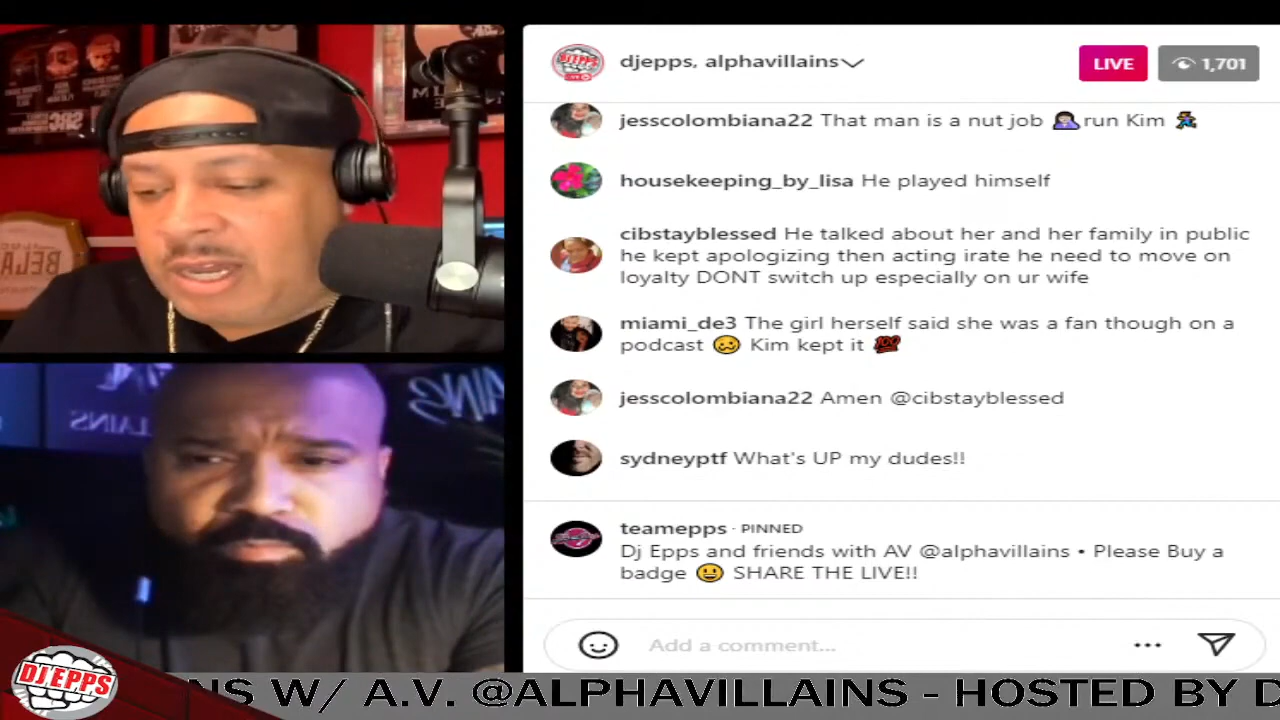 djepps, alphavillains
LIVE
1,701
jesscolombiana22 That man is a nut job 🤦🏻‍♀️run Kim 🏃
housekeeping_by_lisa He played himself
cibstayblessed He talked about her and her family in public
he kept apologizing then acting irate he need to move on
loyalty DONT switch up especially on ur wife
miami_de3 The girl herself said she was a fan though on a
podcast 🥴 Kim kept it 💯
jesscolombiana22 Amen @cibstayblessed
sydneyptf What's UP my dudes!!
teamepps · PINNED
Dj Epps and friends with AV @alphavillains • Please Buy a
badge 😀 SHARE THE LIVE!!
Add a comment...
BELA
AINS
LAINS
DJ EPPS
NS W/ A.V. @ALPHAVILLAINS - HOSTED BY D